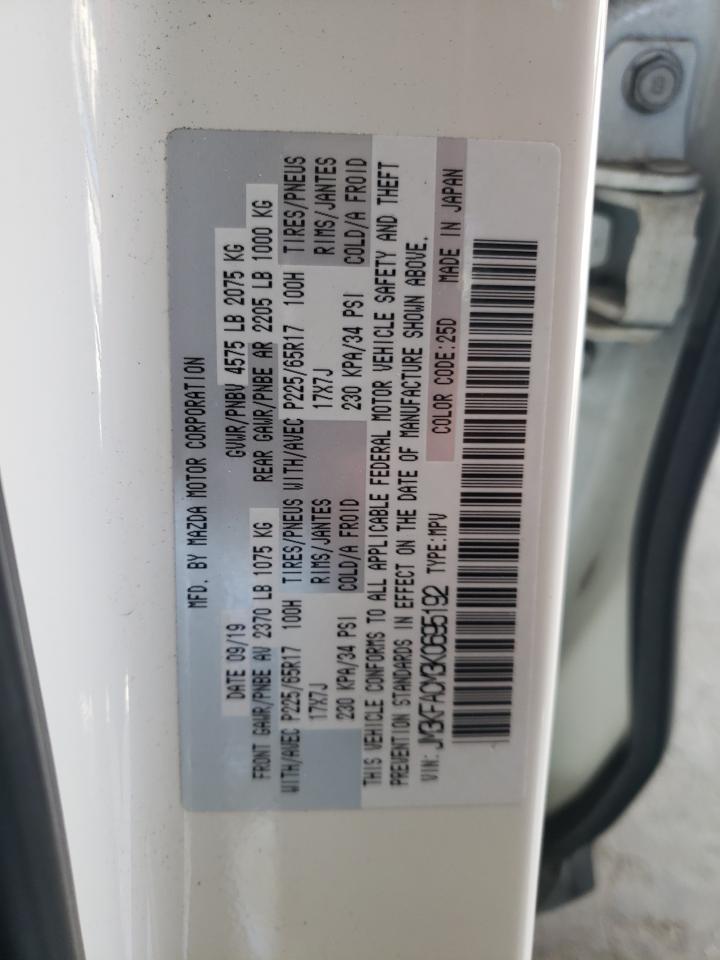 MFD. BY MAZDA MOTOR CORPORATION
DATE 09/19 GVWR/PNBV 4575 LB 2075 KG
FRONT GAWR/PNBE AV 2370 LB 1075 KG REAR GAWR/PNBE AR 2205 LB 1000 KG
WITH/AVEC P225/65R17 100H TIRES/PNEUS WITH/AVEC P225/65R17 100H TIRES/PNEUS
17X7J RIMS/JANTES 17X7J RIMS/JANTES
230 KPA/34 PSI COLD/A FROID 230 KPA/34 PSI COLD/A FROID
THIS VEHICLE CONFORMS TO ALL APPLICABLE FEDERAL MOTOR VEHICLE SAFETY AND THEFT
PREVENTION STANDARDS IN EFFECT ON THE DATE OF MANUFACTURE SHOWN ABOVE.
VIN: JM3KFACM3K0695192 TYPE:MPV COLOR CODE:25D MADE IN JAPAN